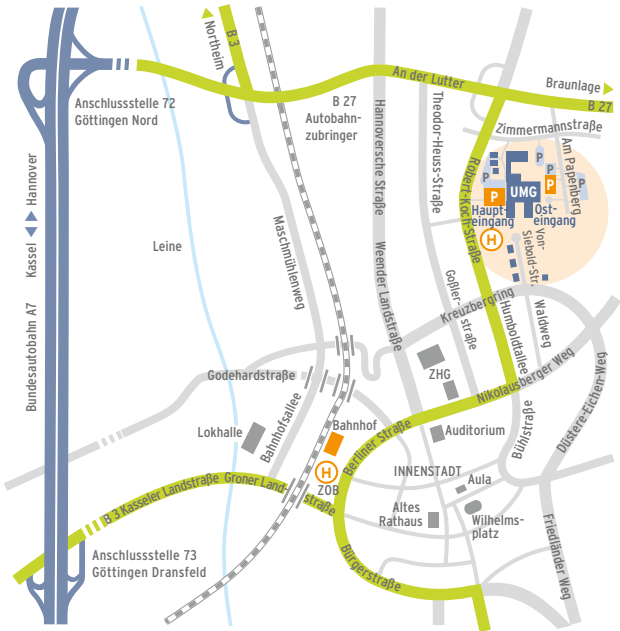 B 3
Northeim
An der Lutter
Braunlage
B 27
Anschlussstelle 72
Göttingen Nord
B 27
Autobahn-
zubringer
Hannoversche Straße
Theodor-Heuss-Straße
Zimmermannstraße
Robert-Koch-Straße
Am Papenberg
P
P
P
P
P
P
UMG
Haupt-
eingang
Ost-
eingang
H
Von-
Siebold-Str.
Kassel
Hannover
Bundesautobahn A7
Leine
Maschmühlenweg
Weender Landstraße
Goßler-
straße
Kreuzbergring
Humboldtallee
Waldweg
Godehardstraße
ZHG
Nikolausberger Weg
Düstere-Eichen-Weg
Lokhalle
Bahnhofsallee
Bahnhof
Berliner Straße
Auditorium
Bühlstraße
H
ZOB
INNENSTADT
Aula
B 3 Kasseler Landstraße
Groner Land-
straße
Altes
Rathaus
Wilhelms-
platz
Friedländer Weg
Anschlussstelle 73
Göttingen Dransfeld
Bürgerstraße